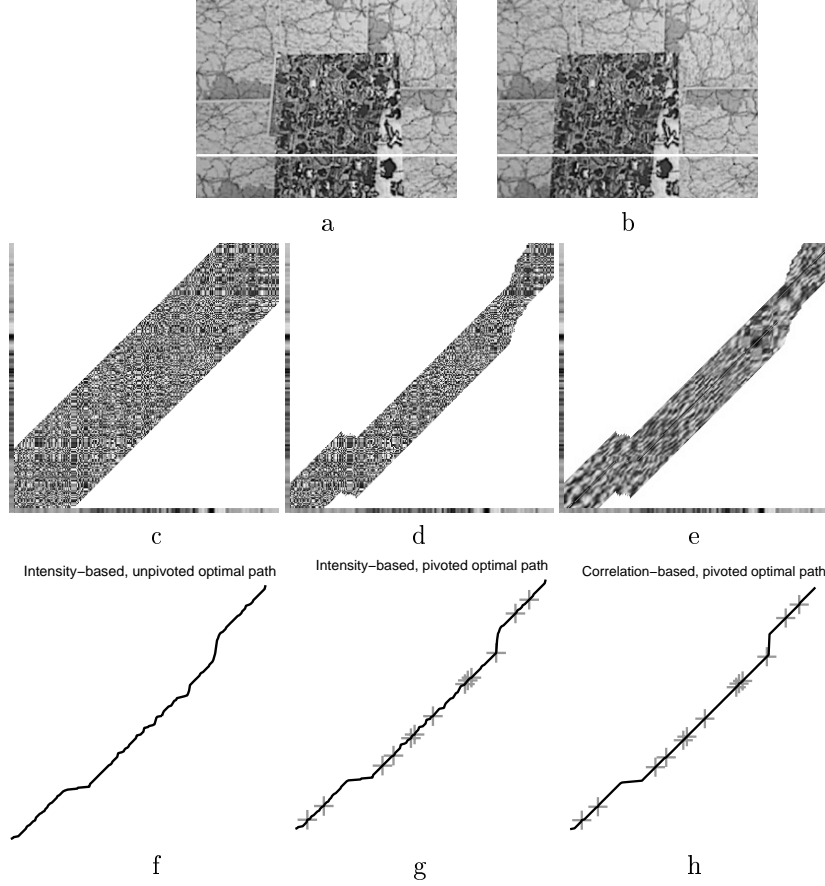 a b
c d e
Intensity−based, unpivoted optimal path
Intensity−based, pivoted optimal path
Correlation−based, pivoted optimal path
f g h